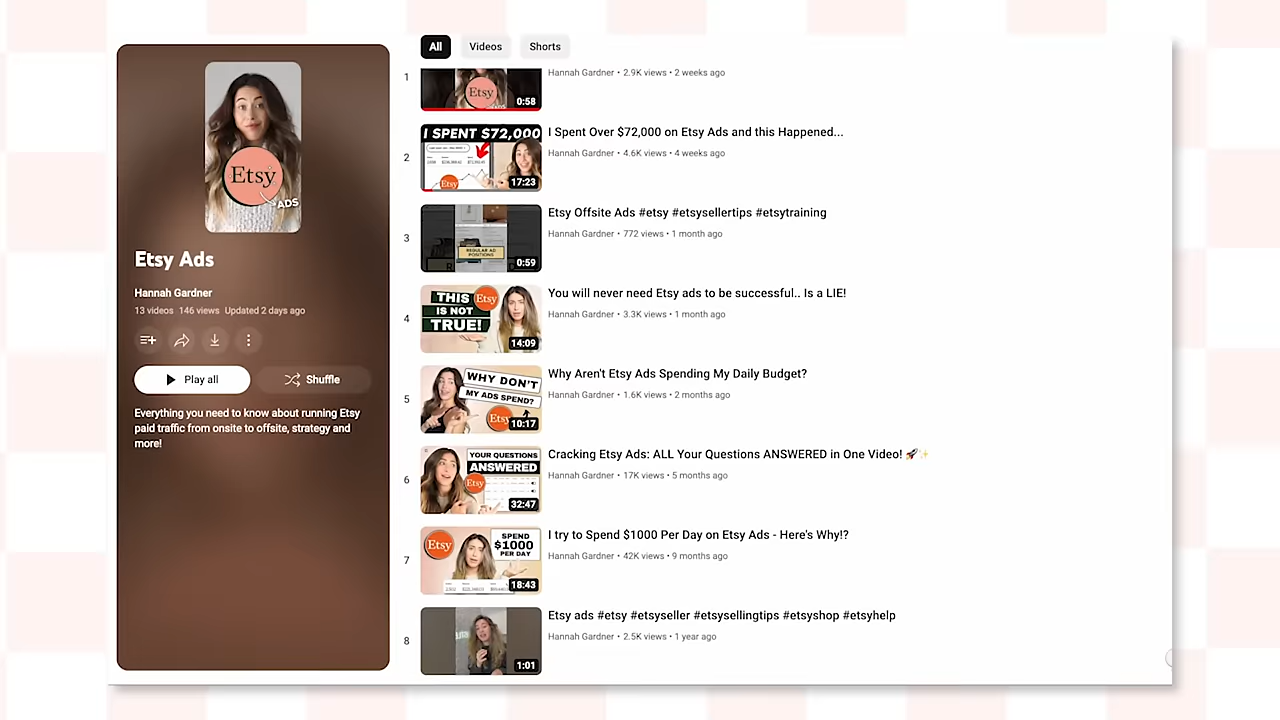 Etsy
ADS
Etsy Ads
Hannah Gardner
13 videos 146 views Updated 2 days ago
Play all
Shuffle
Everything you need to know about running Etsy
paid traffic from onsite to offsite, strategy and
more!
All
Videos
Shorts
1
Etsy
0:58
Hannah Gardner • 2.9K views • 2 weeks ago
2
I SPENT $72,000
Etsy
17:23
I Spent Over $72,000 on Etsy Ads and this Happened...
Hannah Gardner • 4.6K views • 4 weeks ago
3
REGULAR AD
POSITIONS
0:59
Etsy Offsite Ads #etsy #etsysellertips #etsytraining
Hannah Gardner • 772 views • 1 month ago
4
THIS
IS NOT
TRUE!
Etsy
14:09
You will never need Etsy ads to be successful.. Is a LIE!
Hannah Gardner • 3.3K views • 1 month ago
5
WHY DON'T
MY ADS SPEND?
Etsy
10:17
Why Aren't Etsy Ads Spending My Daily Budget?
Hannah Gardner • 1.6K views • 2 months ago
6
YOUR QUESTIONS
ANSWERED
Etsy
32:47
Cracking Etsy Ads: ALL Your Questions ANSWERED in One Video! 🚀✨
Hannah Gardner • 17K views • 5 months ago
7
Etsy
SPEND
$1000
PER DAY
18:43
I try to Spend $1000 Per Day on Etsy Ads - Here's Why!?
Hannah Gardner • 42K views • 9 months ago
8
1:01
Etsy ads #etsy #etsyseller #etsysellingtips #etsyshop #etsyhelp
Hannah Gardner • 2.5K views • 1 year ago